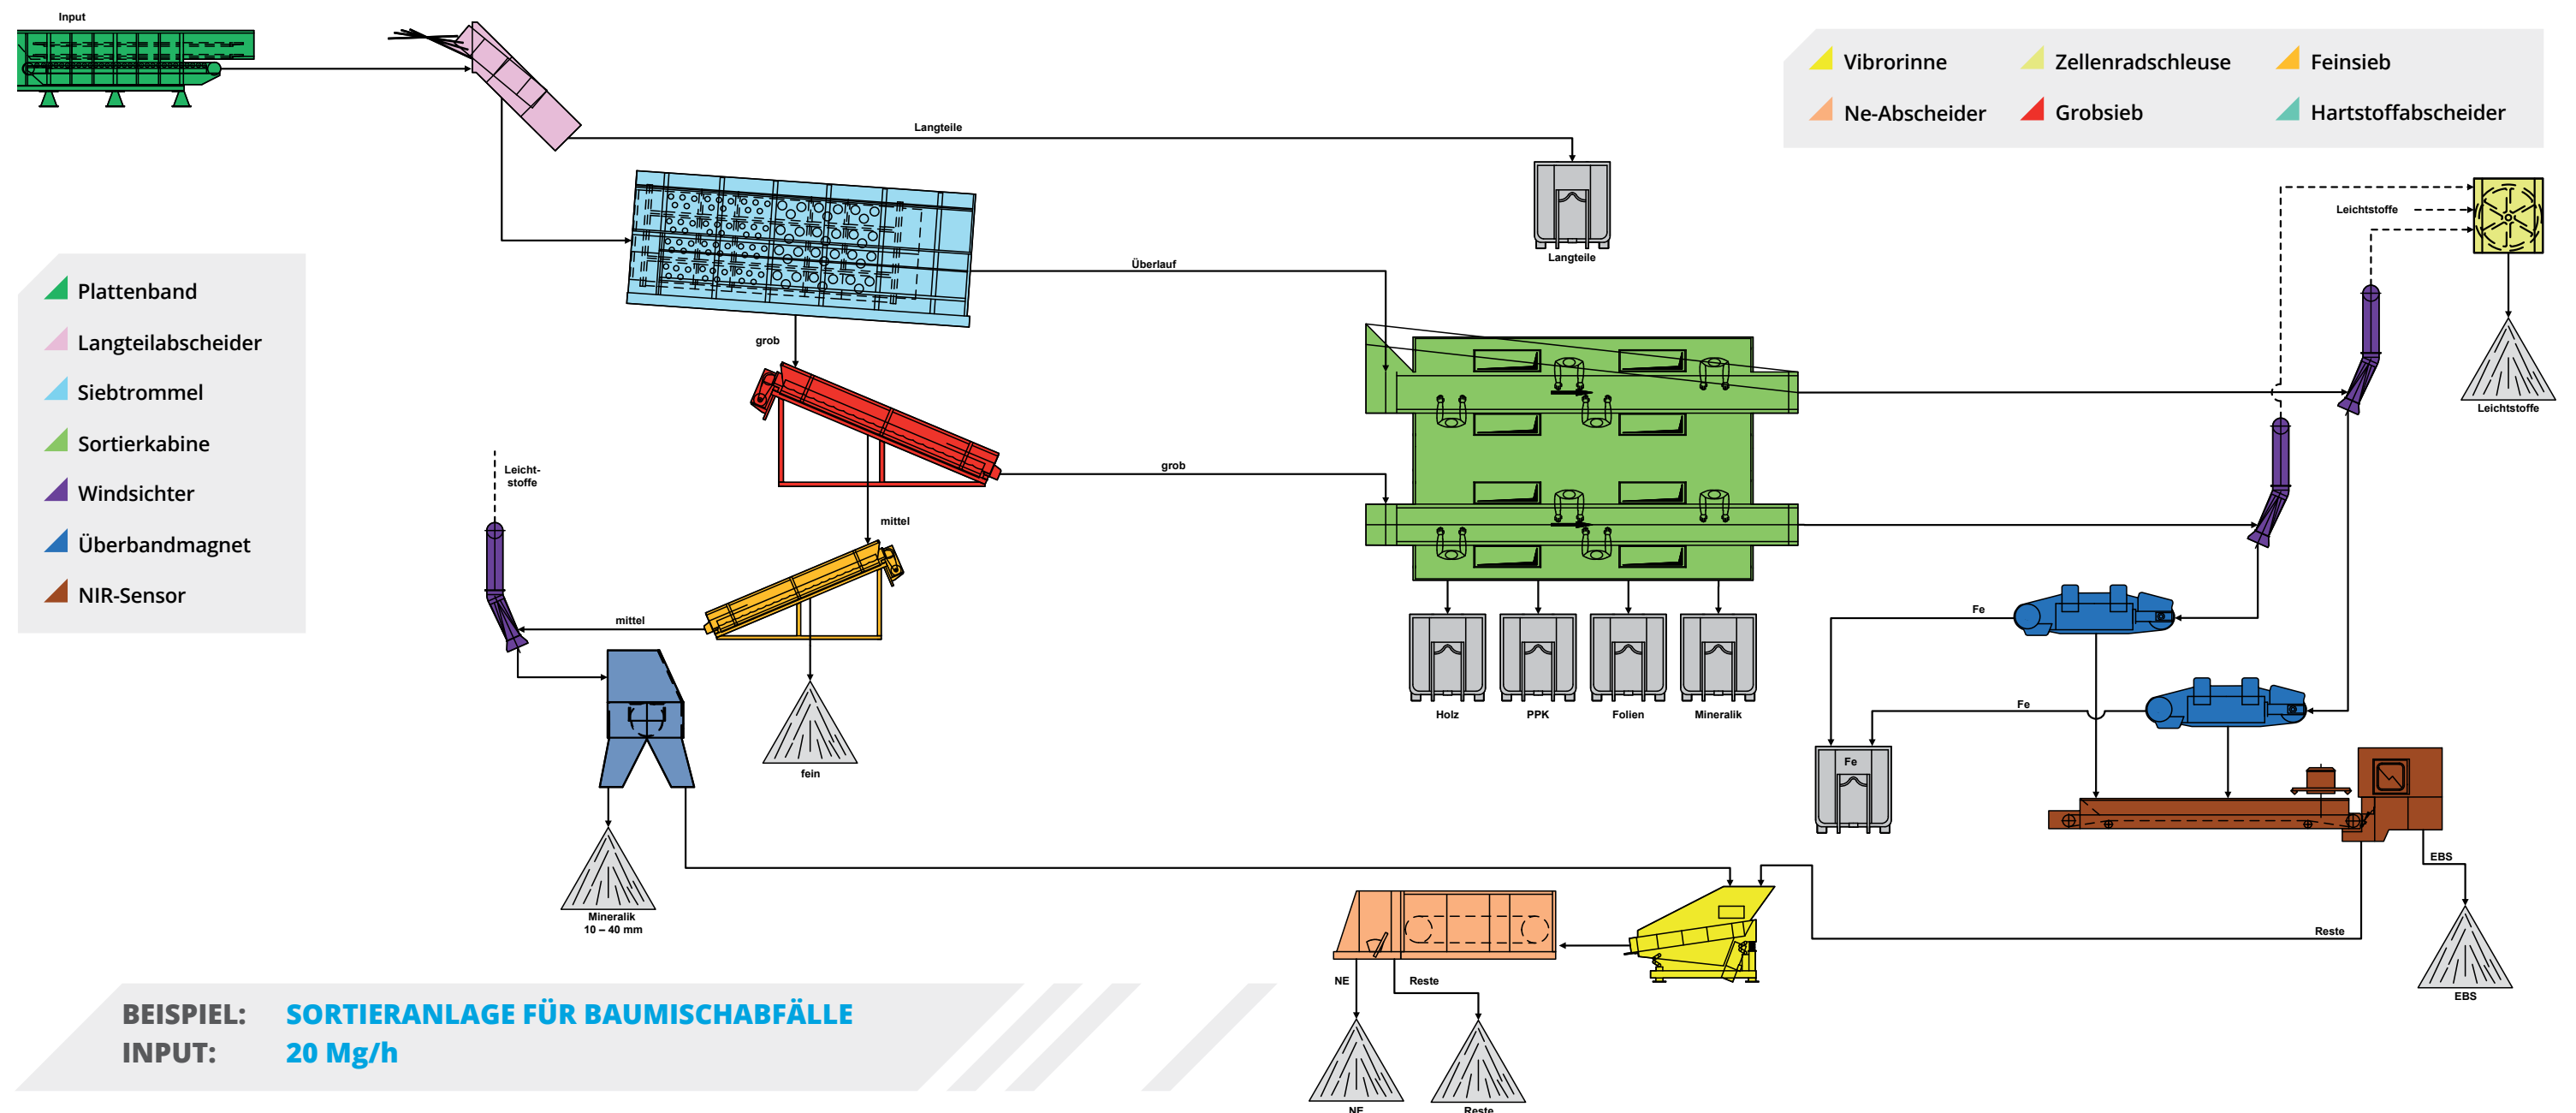 Input
Vibrorinne
Zellenradschleuse
Feinsieb
Ne-Abscheider
Grobsieb
Hartstoffabscheider
Langteile
Langteile
Leichtstoffe
Leichtstoffe
Überlauf
grob
grob
mittel
Leicht-
stoffe
mittel
fein
Mineralik
10 – 40 mm
Plattenband
Langteilabscheider
Siebtrommel
Sortierkabine
Windsichter
Überbandmagnet
NIR-Sensor
Holz
PPK
Folien
Mineralik
Fe
Fe
Fe
EBS
Reste
EBS
NE
Reste
NE
Reste
BEISPIEL: SORTIERANLAGE FÜR BAUMISCHABFÄLLE
INPUT: 20 Mg/h